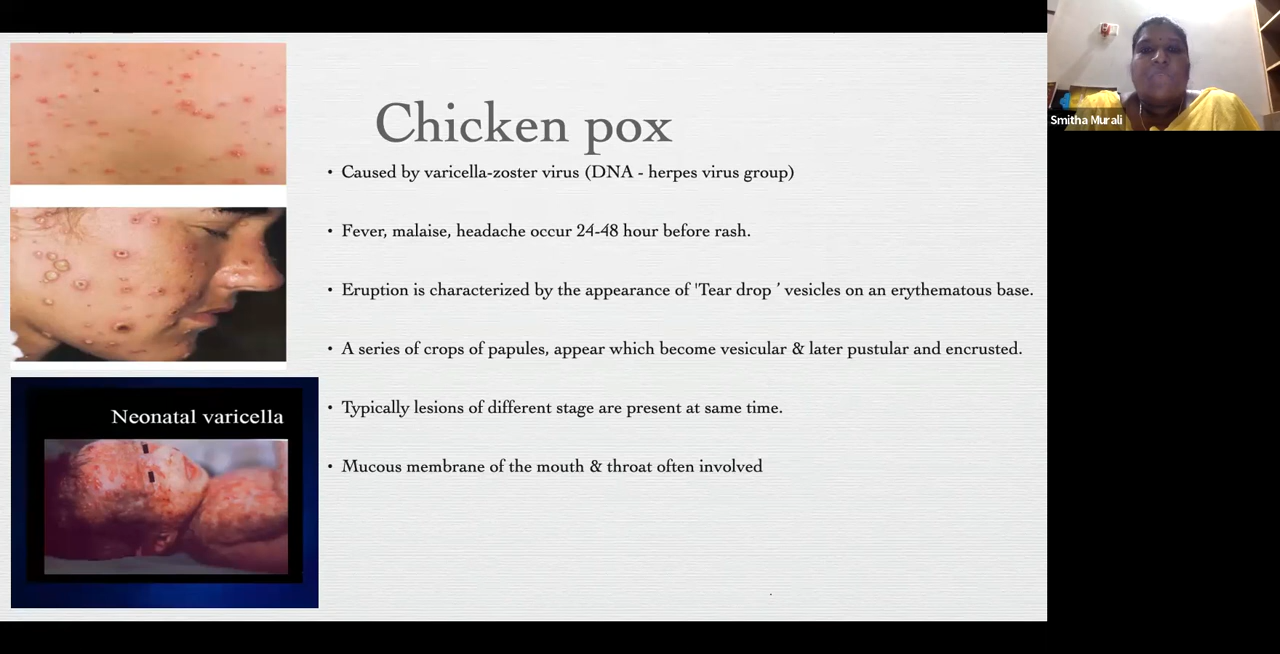 Chicken pox
• Caused by varicella-zoster virus (DNA - herpes virus group)
• Fever, malaise, headache occur 24-48 hour before rash.
• Eruption is characterized by the appearance of 'Tear drop ’ vesicles on an erythematous base.
• A series of crops of papules, appear which become vesicular & later pustular and encrusted.
• Typically lesions of different stage are present at same time.
• Mucous membrane of the mouth & throat often involved
Neonatal varicella
Smitha Murali